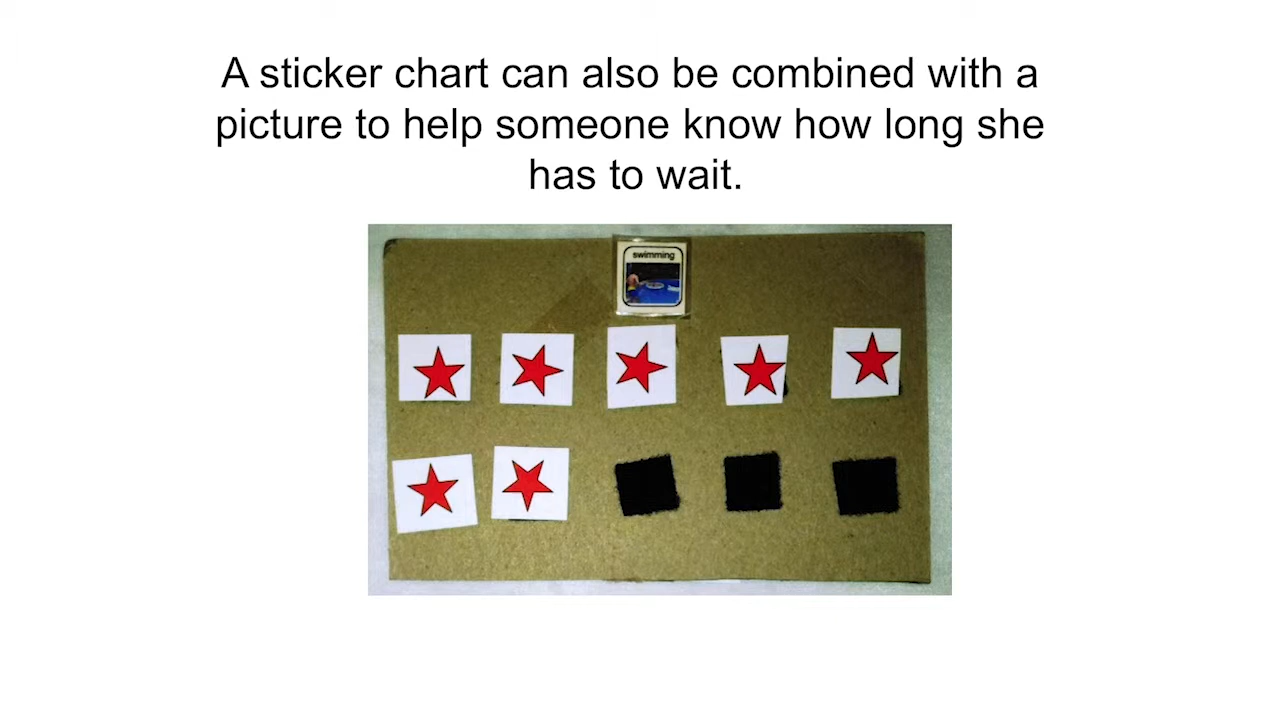 A sticker chart can also be combined with a
picture to help someone know how long she
has to wait.
swimming